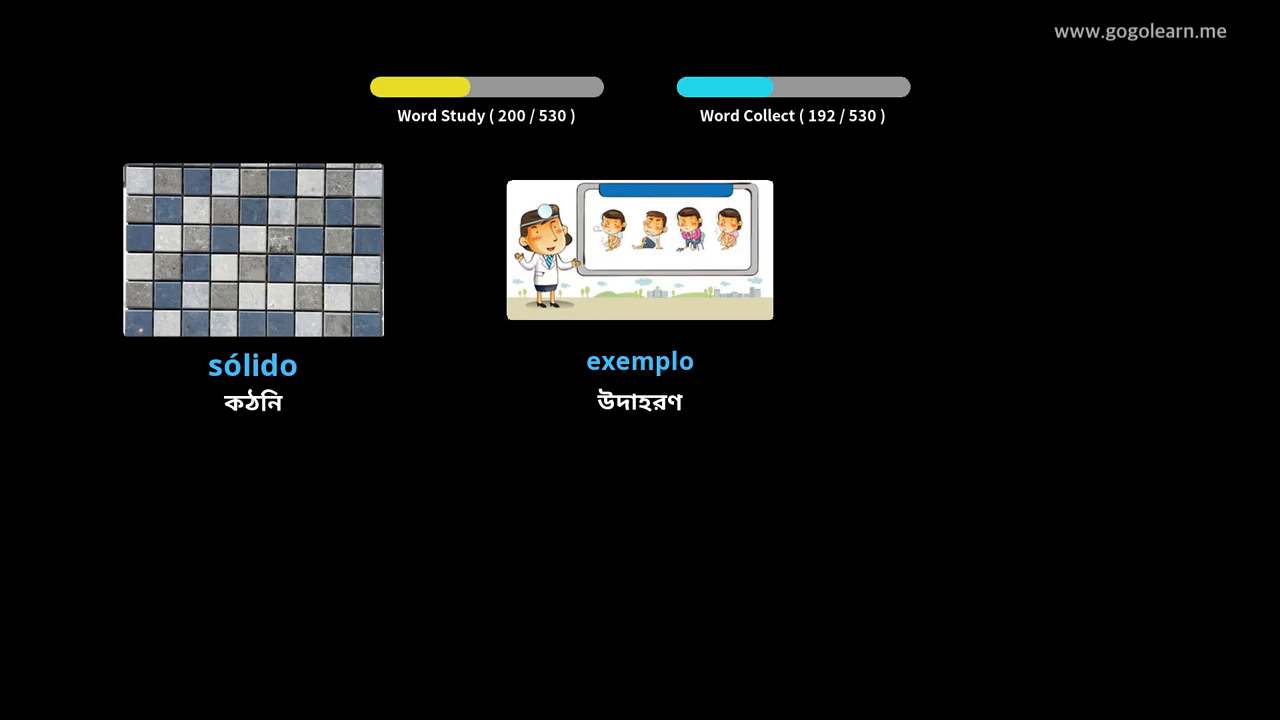 www.gogolearn.me
Word Study ( 200 / 530 )
Word Collect ( 192 / 530 )
sólido
কঠিন
exemplo
উদাহরণ